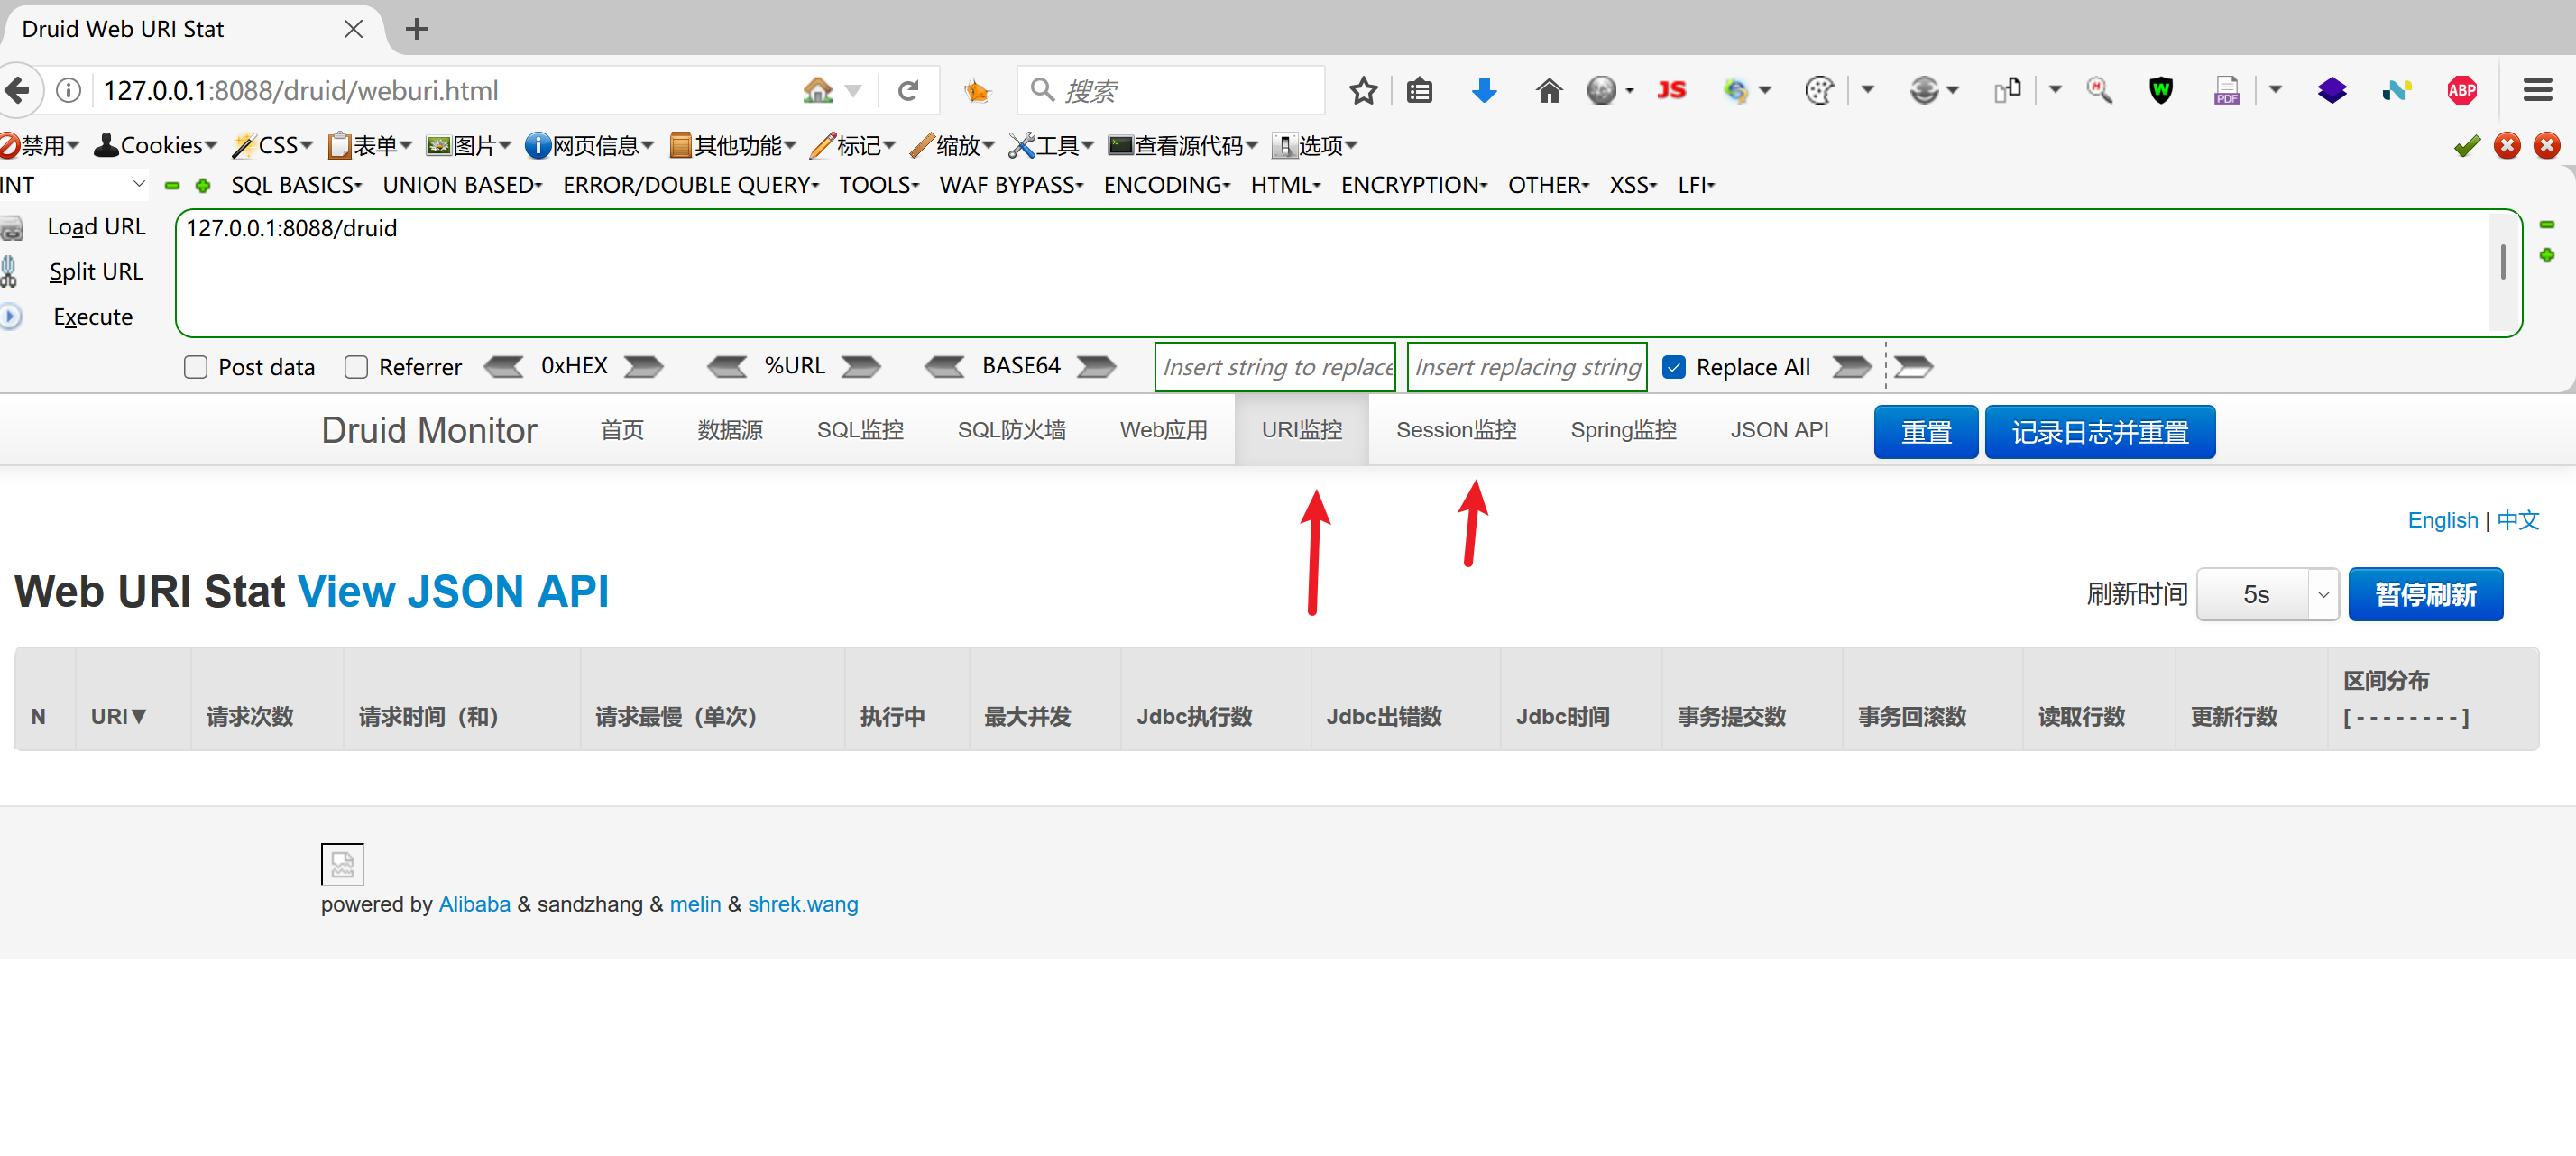 Druid Web URI Stat
127.0.0.1:8088/druid/weburi.html
搜索
JS
PDF
ABP
禁用 Cookies CSS 表单 图片 网页信息 其他功能 标记 缩放 工具 查看源代码 选项
INT SQL BASICS UNION BASED ERROR/DOUBLE QUERY TOOLS WAF BYPASS ENCODING HTML ENCRYPTION OTHER XSS LFI
Load URL
127.0.0.1:8088/druid
Split URL
Execute
Post data Referrer 0xHEX %URL BASE64 Insert string to replace Insert replacing string Replace All
Druid Monitor 首页 数据源 SQL监控 SQL防火墙 Web应用 URI监控 Session监控 Spring监控 JSON API 重置 记录日志并重置
English | 中文
Web URI Stat View JSON API
刷新时间 5s 暂停刷新
N URI▼ 请求次数 请求时间（和） 请求最慢（单次） 执行中 最大并发 Jdbc执行数 Jdbc出错数 Jdbc时间 事务提交数 事务回滚数 读取行数 更新行数 区间分布
[ - - - - - - - - ]
powered by Alibaba & sandzhang & melin & shrek.wang